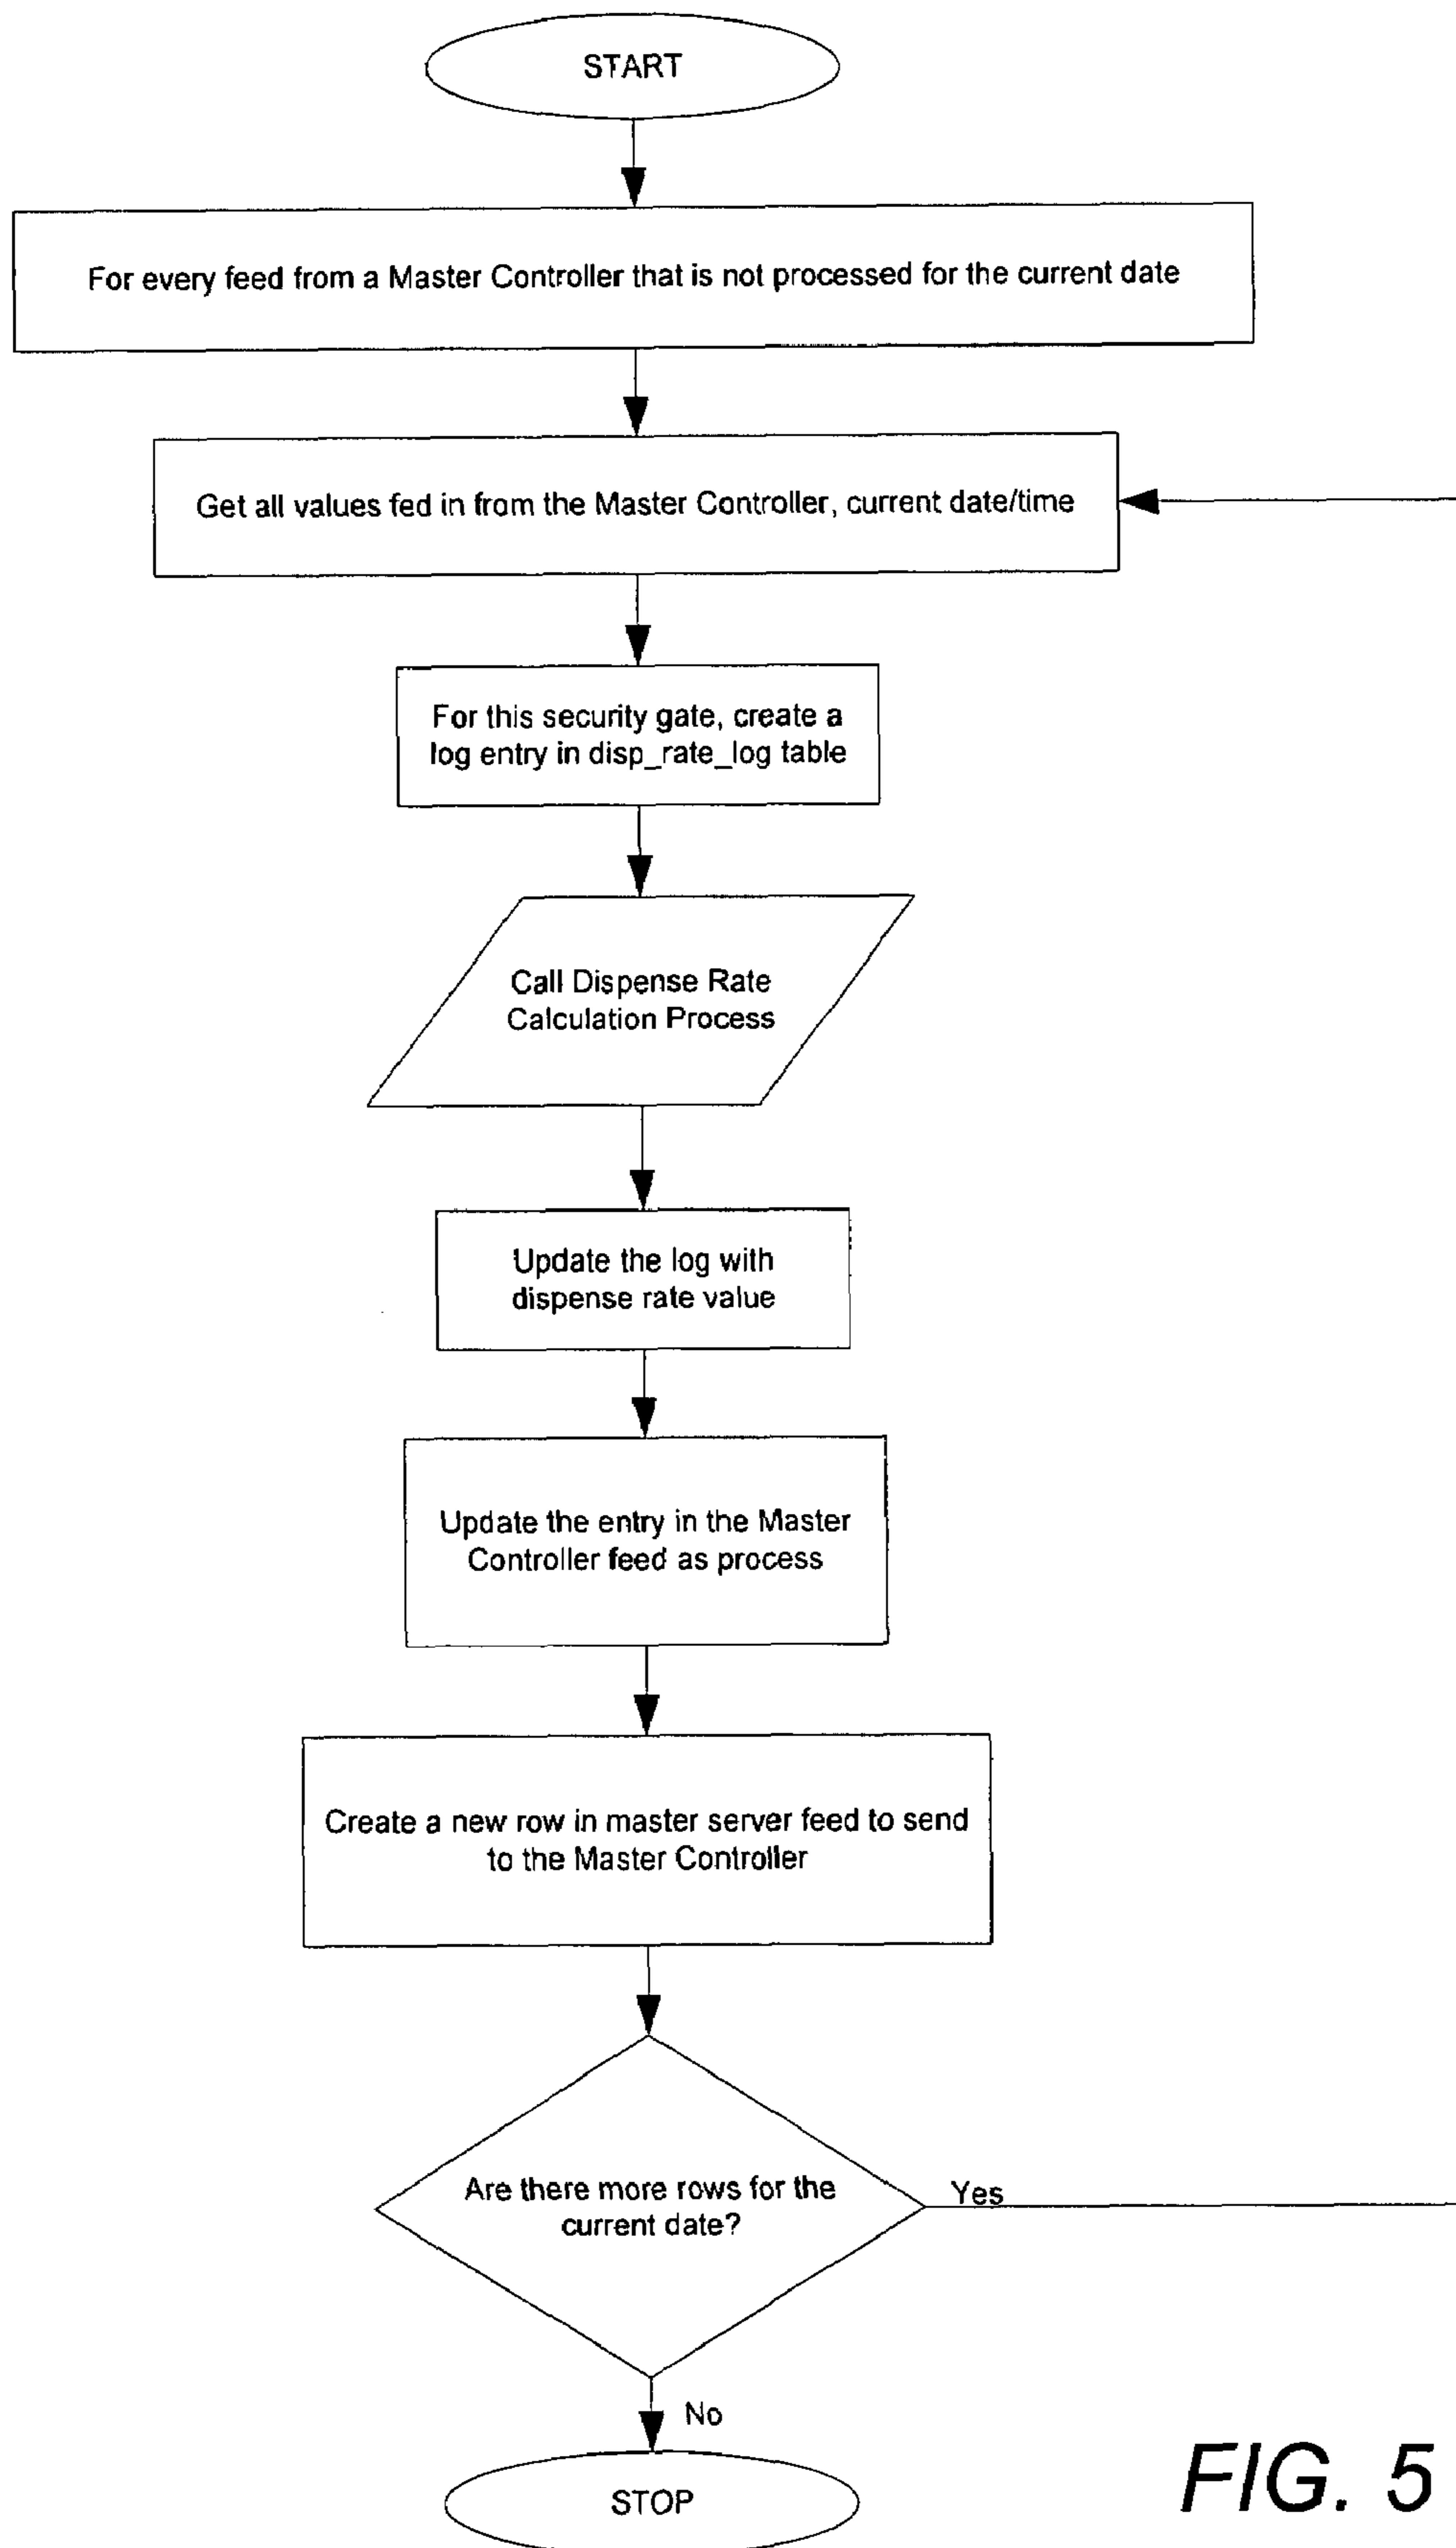 START
For every feed from a Master Controller that is not processed for the current date
Get all values fed in from the Master Controller, current date/time
For this security gate, create a
log entry in disp_rate_log table
Call Dispense Rate
Calculation Process
Update the log with
dispense rate value
Update the entry in the Master
Controller feed as process
Create a new row in master server feed to send
to the Master Controller
Are there more rows for the
current date?
Yes
No
STOP
FIG. 5